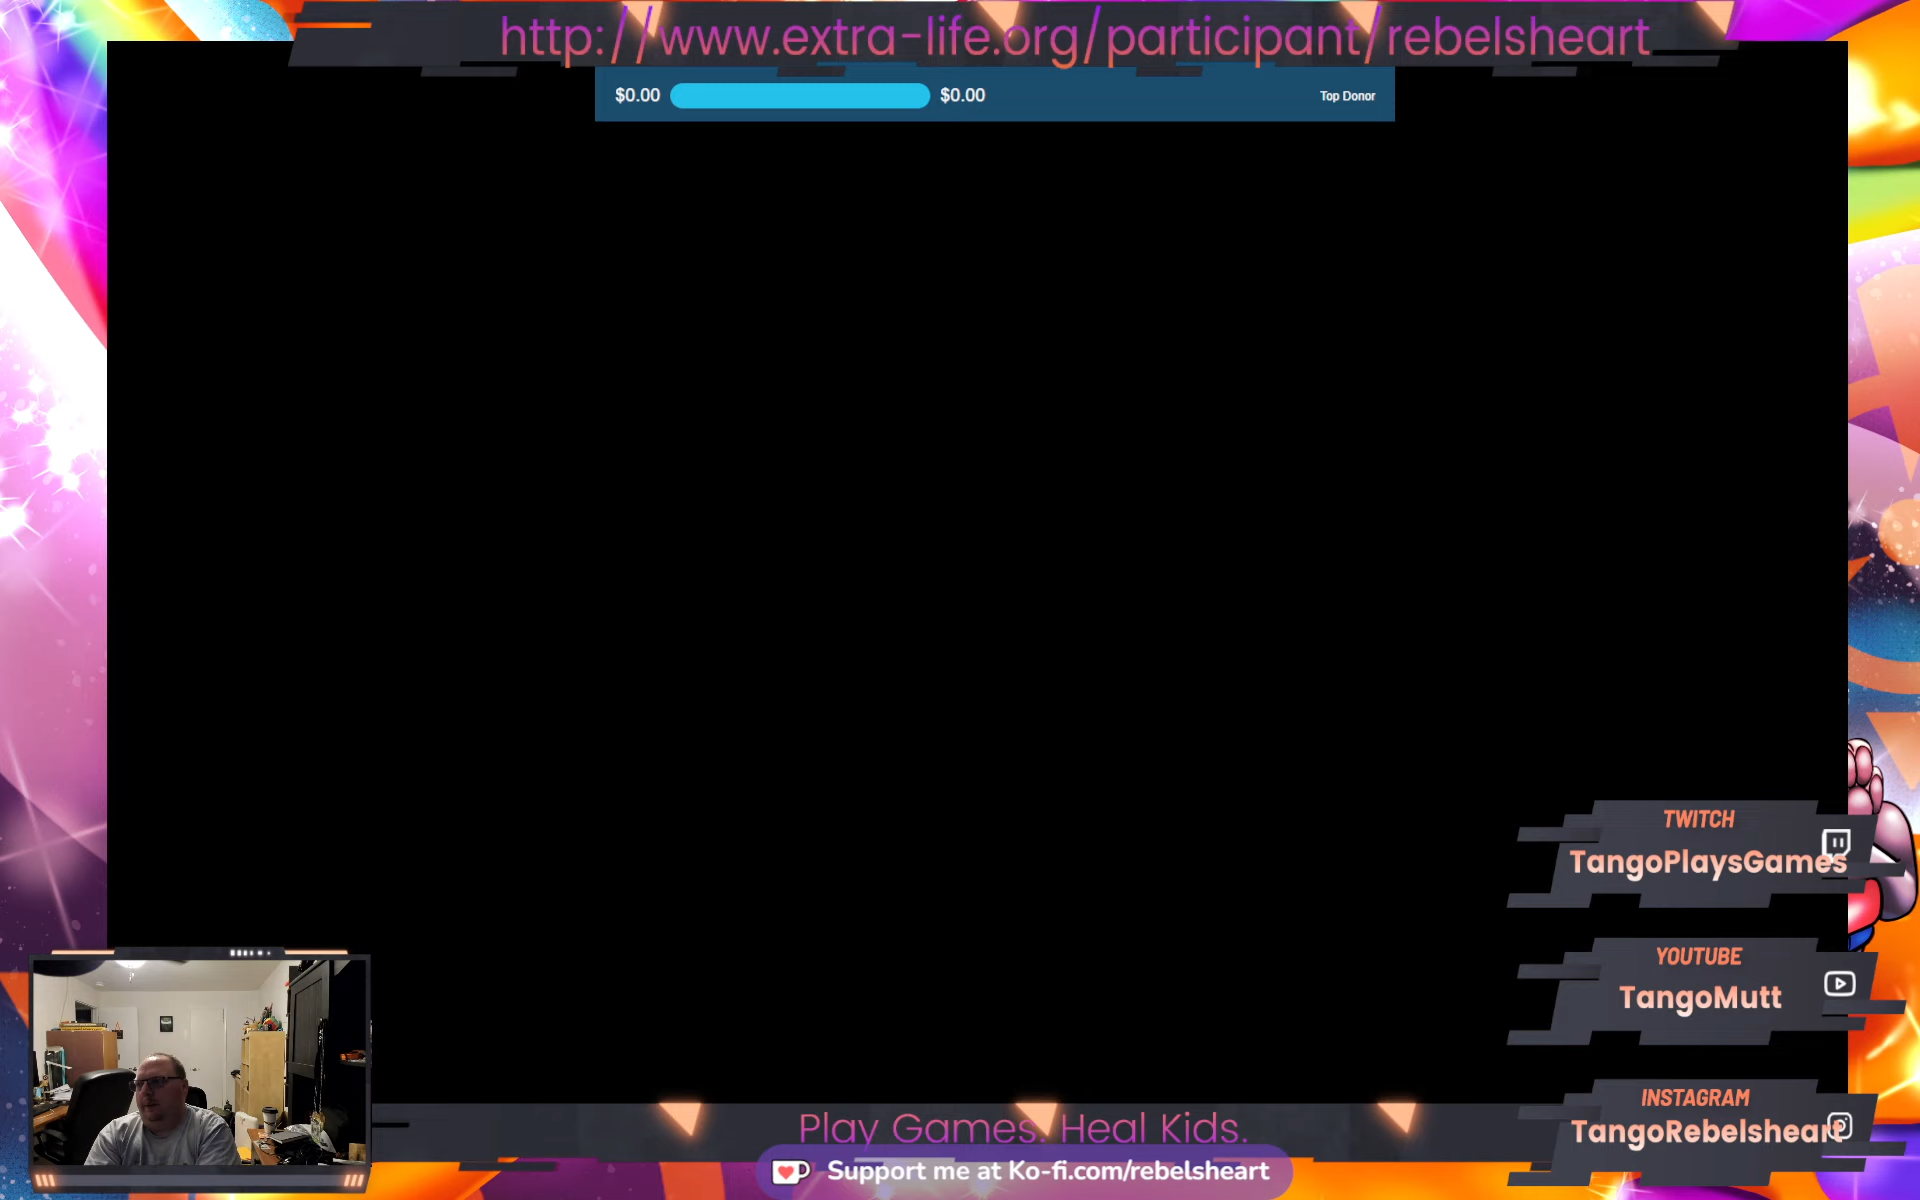 http://www.extra-life.org/participant/rebelsheart
$0.00 $0.00 Top Donor
TWITCH
TangoPlaysGames
YOUTUBE
TangoMutt
INSTAGRAM
TangoRebelsheart
Play Games. Heal Kids.
Support me at Ko-fi.com/rebelsheart